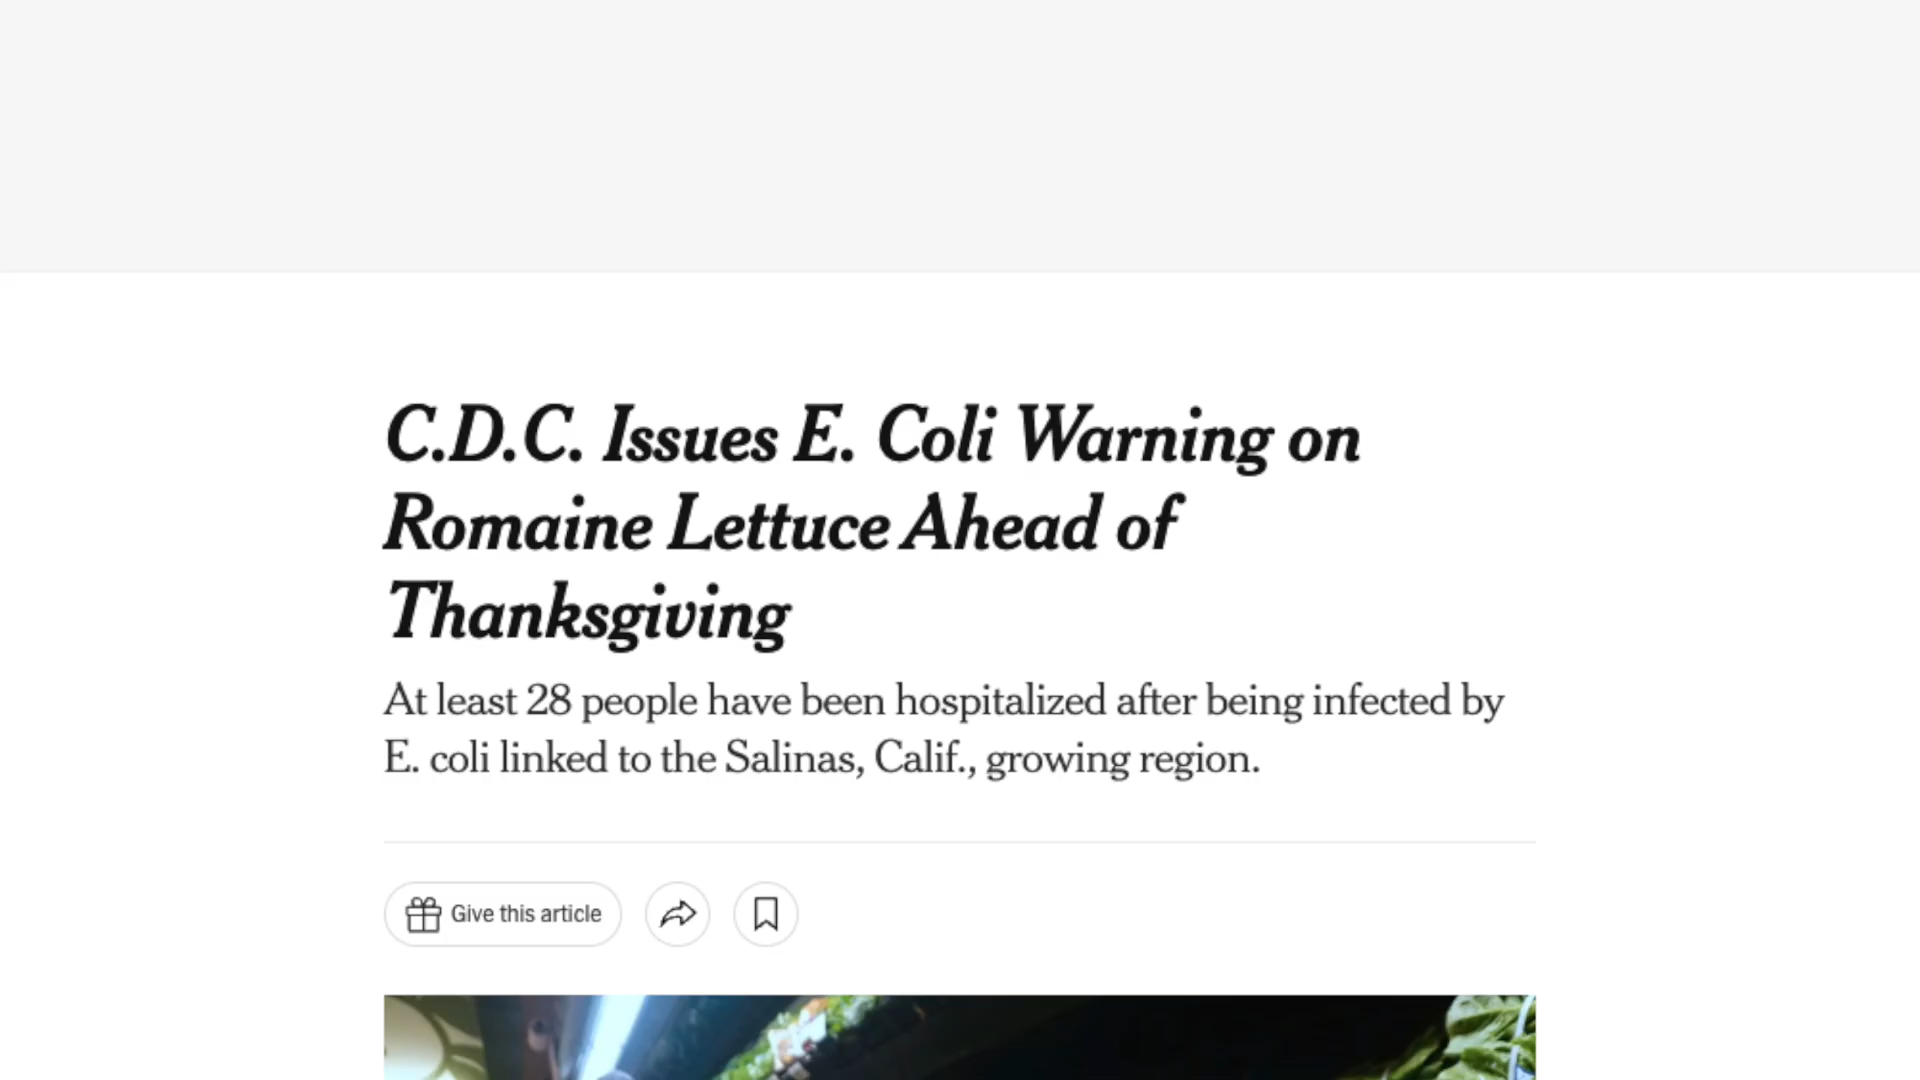 C.D.C. Issues E. Coli Warning on
Romaine Lettuce Ahead of
Thanksgiving
At least 28 people have been hospitalized after being infected by
E. coli linked to the Salinas, Calif., growing region.
Give this article